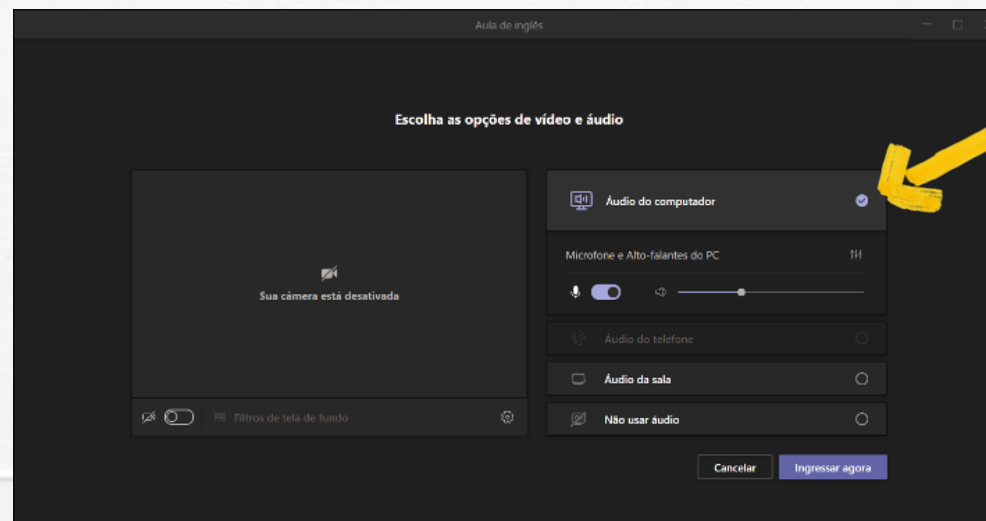 Aula de inglês
Escolha as opções de vídeo e áudio
Áudio do computador
Microfone e Alto-falantes do PC
Sua câmera está desativada
Áudio do telefone
Áudio da sala
Filtros de tela de fundo
Não usar áudio
Cancelar
Ingressar agora